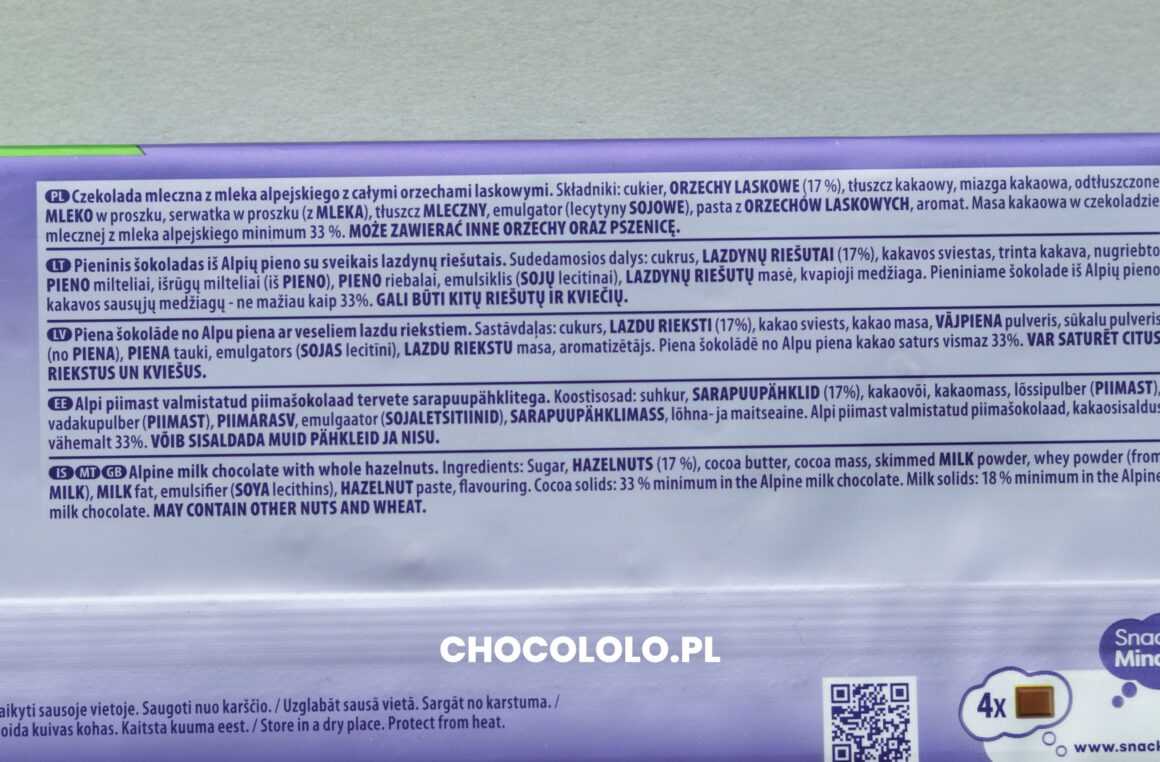 PL Czekolada mleczna z mleka alpejskiego z całymi orzechami laskowymi. Składniki: cukier, ORZECHY LASKOWE (17 %), tłuszcz kakaowy, miazga kakaowa, odtłuszczone
MLEKO w proszku, serwatka w proszku (z MLEKA), tłuszcz MLECZNY, emulgator (lecytyny SOJOWE), pasta z ORZECHÓW LASKOWYCH, aromat. Masa kakaowa w czekoladzie
mlecznej z mleka alpejskiego minimum 33 %. MOŻE ZAWIERAĆ INNE ORZECHY ORAZ PSZENICĘ.
LT Pieninis šokoladas iš Alpių pieno su sveikais lazdynų riešutais. Sudedamosios dalys: cukrus, LAZDYNŲ RIEŠUTAI (17%), kakavos sviestas, trinta kakava, nugriebto
PIENO milteliai, išrūgų milteliai (iš PIENO), PIENO riebalai, emulsiklis (SOJŲ lecitinai), LAZDYNŲ RIEŠUTŲ masė, kvapioji medžiaga. Pieniniame šokolade iš Alpių pieno
kakavos sausųjų medžiagų - ne mažiau kaip 33%. GALI BŪTI KITŲ RIEŠUTŲ IR KVIEČIŲ.
LV Piena šokolāde no Alpu piena ar veseliem lazdu riekstiem. Sastāvdaļas: cukurs, LAZDU RIEKSTI (17%), kakao sviests, kakao masa, VĀJPIENA pulveris, sūkalu pulveris
(no PIENA), PIENA tauki, emulgators (SOJAS lecitīni), LAZDU RIEKSTU masa, aromatizētājs. Piena šokolādē no Alpu piena kakao saturs vismaz 33%. VAR SATURĒT CITUS
RIEKSTUS UN KVIEŠUS.
EE Alpi piimast valmistatud piimašokolaad tervete sarapuupähklitega. Koostisosad: suhkur, SARAPUUPÄHKLID (17%), kakaovõi, kakaomass, lõssipulber (PIIMAST),
vadakupulber (PIIMAST), PIIMARASV, emulgaator (SOJALETSITIINID), SARAPUUPÄHKLIMASS, lõhna- ja maitseaine. Alpi piimast valmistatud piimašokolaad, kakaosisaldus
vähemalt 33%. VÕIB SISALDADA MUID PÄHKLEID JA NISU.
IS MT GB Alpine milk chocolate with whole hazelnuts. Ingredients: Sugar, HAZELNUTS (17 %), cocoa butter, cocoa mass, skimmed MILK powder, whey powder (from
MILK), MILK fat, emulsifier (SOYA lecithins), HAZELNUT paste, flavouring. Cocoa solids: 33 % minimum in the Alpine milk chocolate. Milk solids: 18 % minimum in the Alpine
milk chocolate. MAY CONTAIN OTHER NUTS AND WHEAT.
CHOCOLOLO.PL
aikyti sausoje vietoje. Saugoti nuo karščio. / Uzglabāt sausā vietā. Sargāt no karstuma. /
oida kuivas kohas. Kaitsta kuuma eest. / Store in a dry place. Protect from heat.
Snac
Mind
4x
www.snack